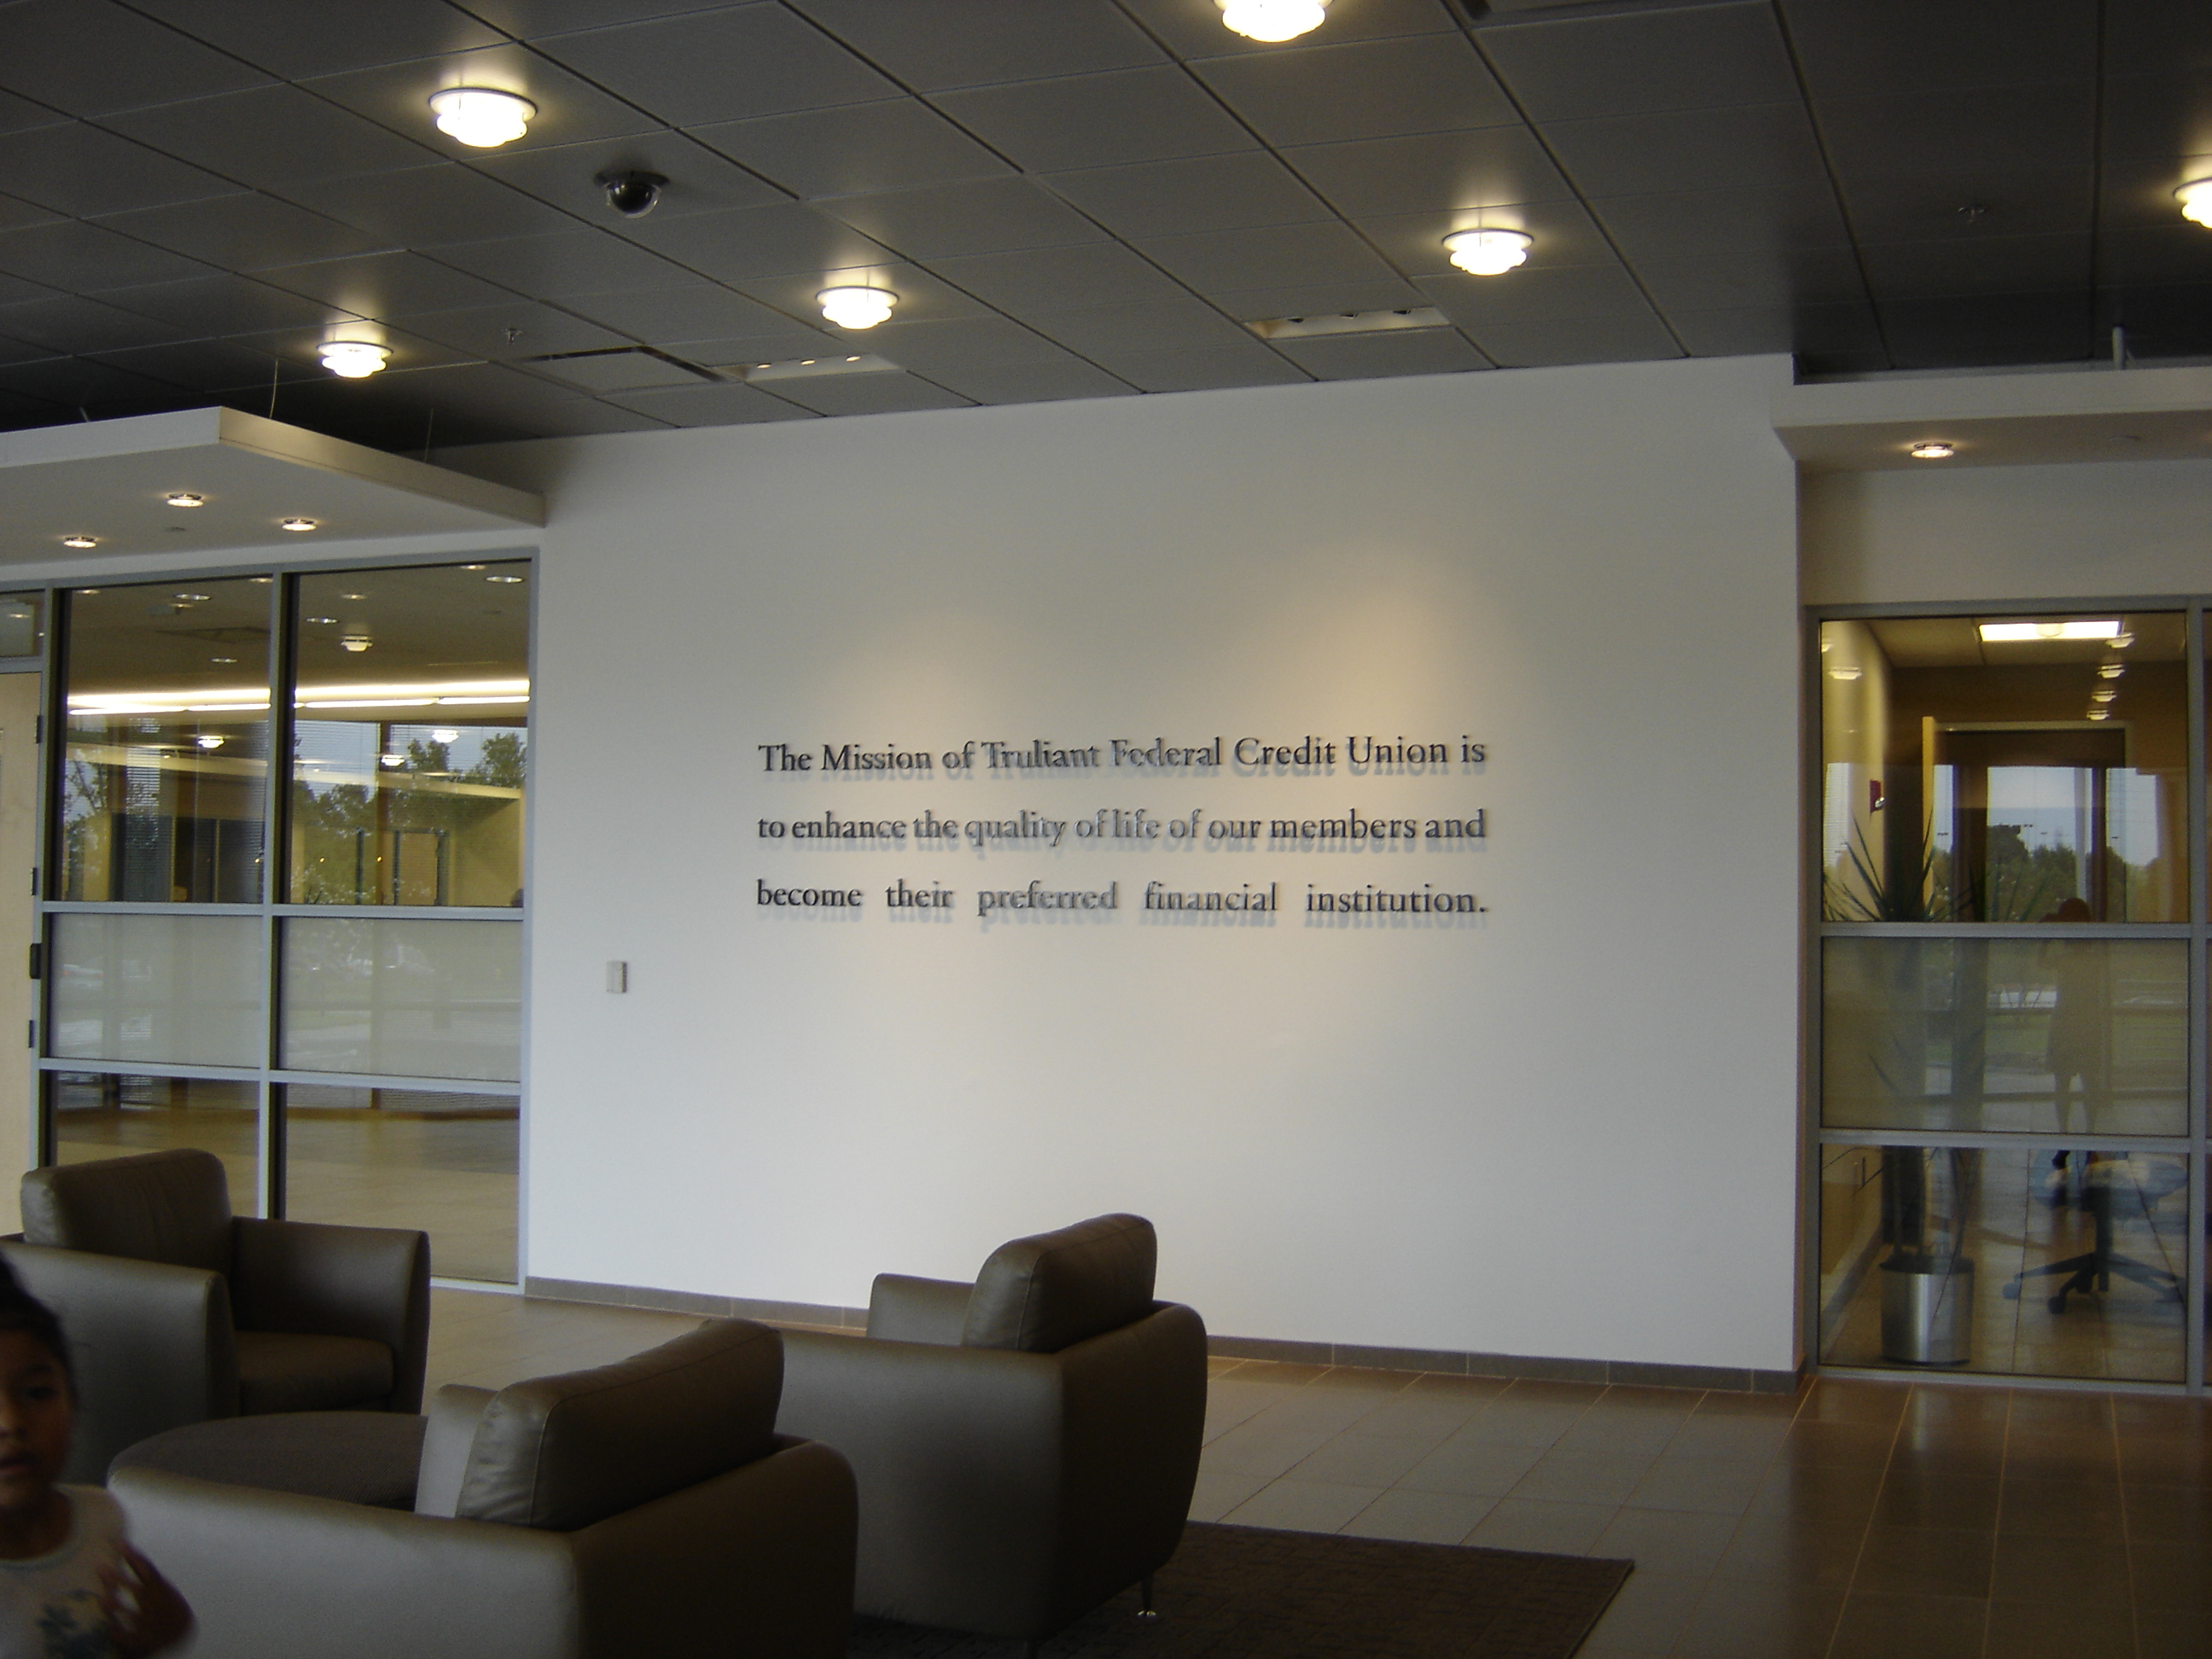 The Mission of Truliant Federal Credit Union is
to enhance the quality of life of our members and
become their preferred financial institution.